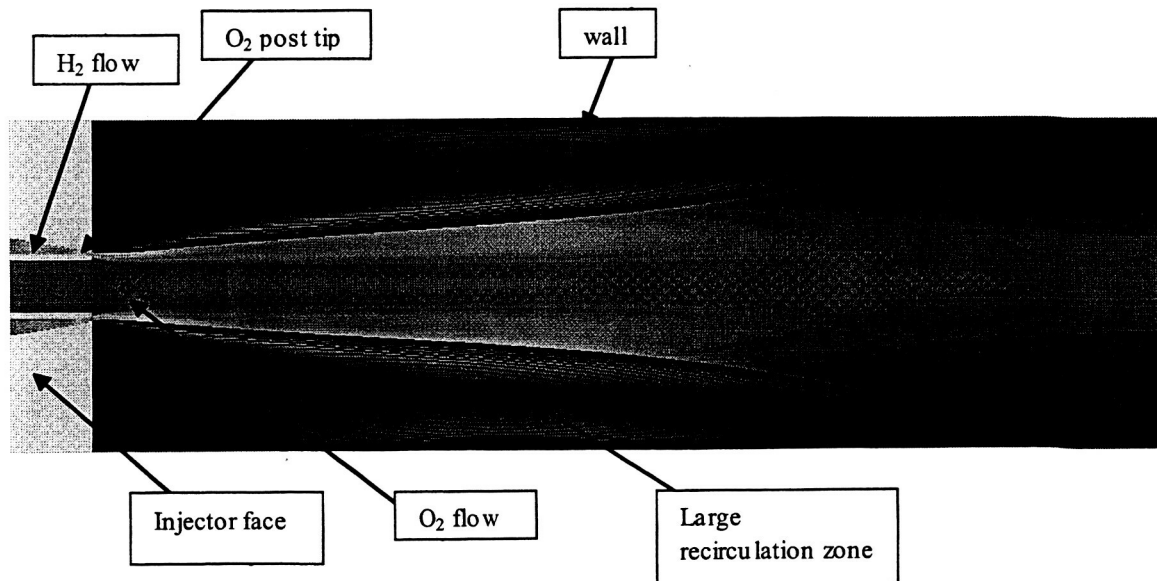 O₂ post tip
wall
H₂ flow
Injector face
O₂ flow
Large
recirculation zone